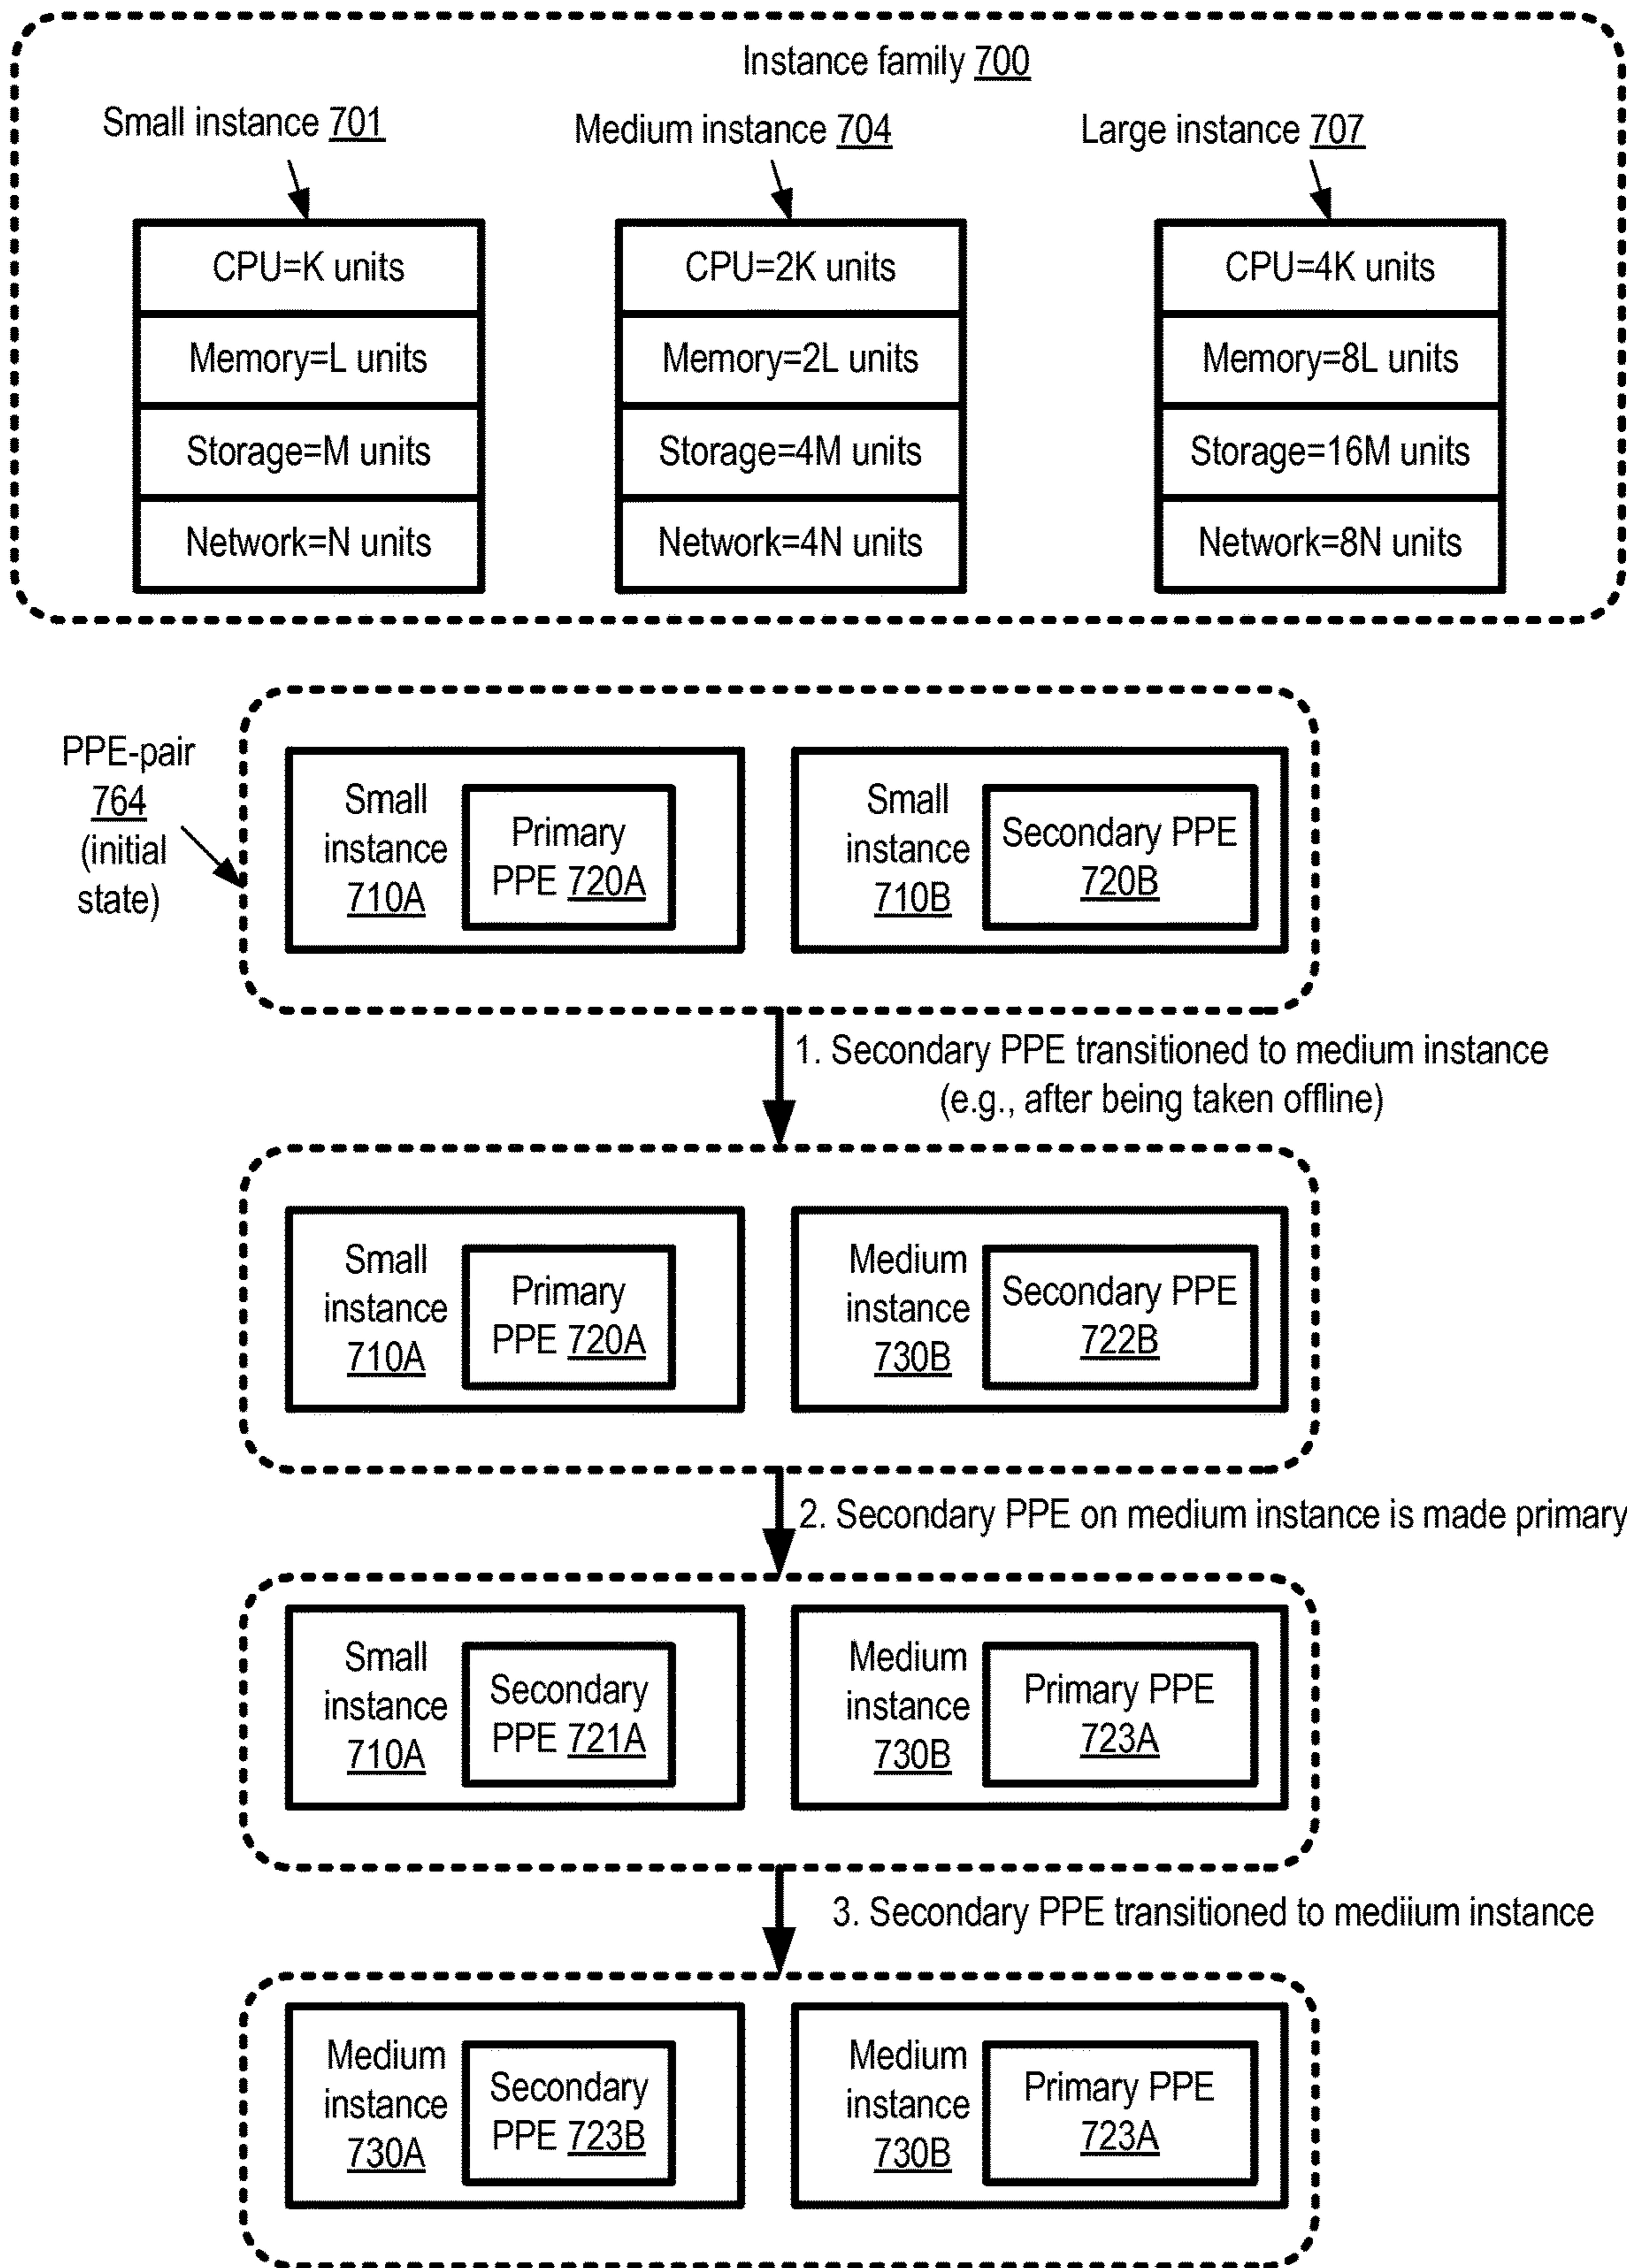 Instance family 700
Small instance 701
Medium instance 704
Large instance 707
CPU=K units
Memory=L units
Storage=M units
Network=N units
CPU=2K units
Memory=2L units
Storage=4M units
Network=4N units
CPU=4K units
Memory=8L units
Storage=16M units
Network=8N units
PPE-pair
764
(initial
state)
Small
instance
710A
Primary
PPE 720A
Small
instance
710B
Secondary PPE
720B
1. Secondary PPE transitioned to medium instance
(e.g., after being taken offline)
Small
instance
710A
Primary
PPE 720A
Medium
instance
730B
Secondary PPE
722B
2. Secondary PPE on medium instance is made primary
Small
instance
710A
Secondary
PPE 721A
Medium
instance
730B
Primary PPE
723A
3. Secondary PPE transitioned to mediium instance
Medium
instance
730A
Secondary
PPE 723B
Medium
instance
730B
Primary PPE
723A